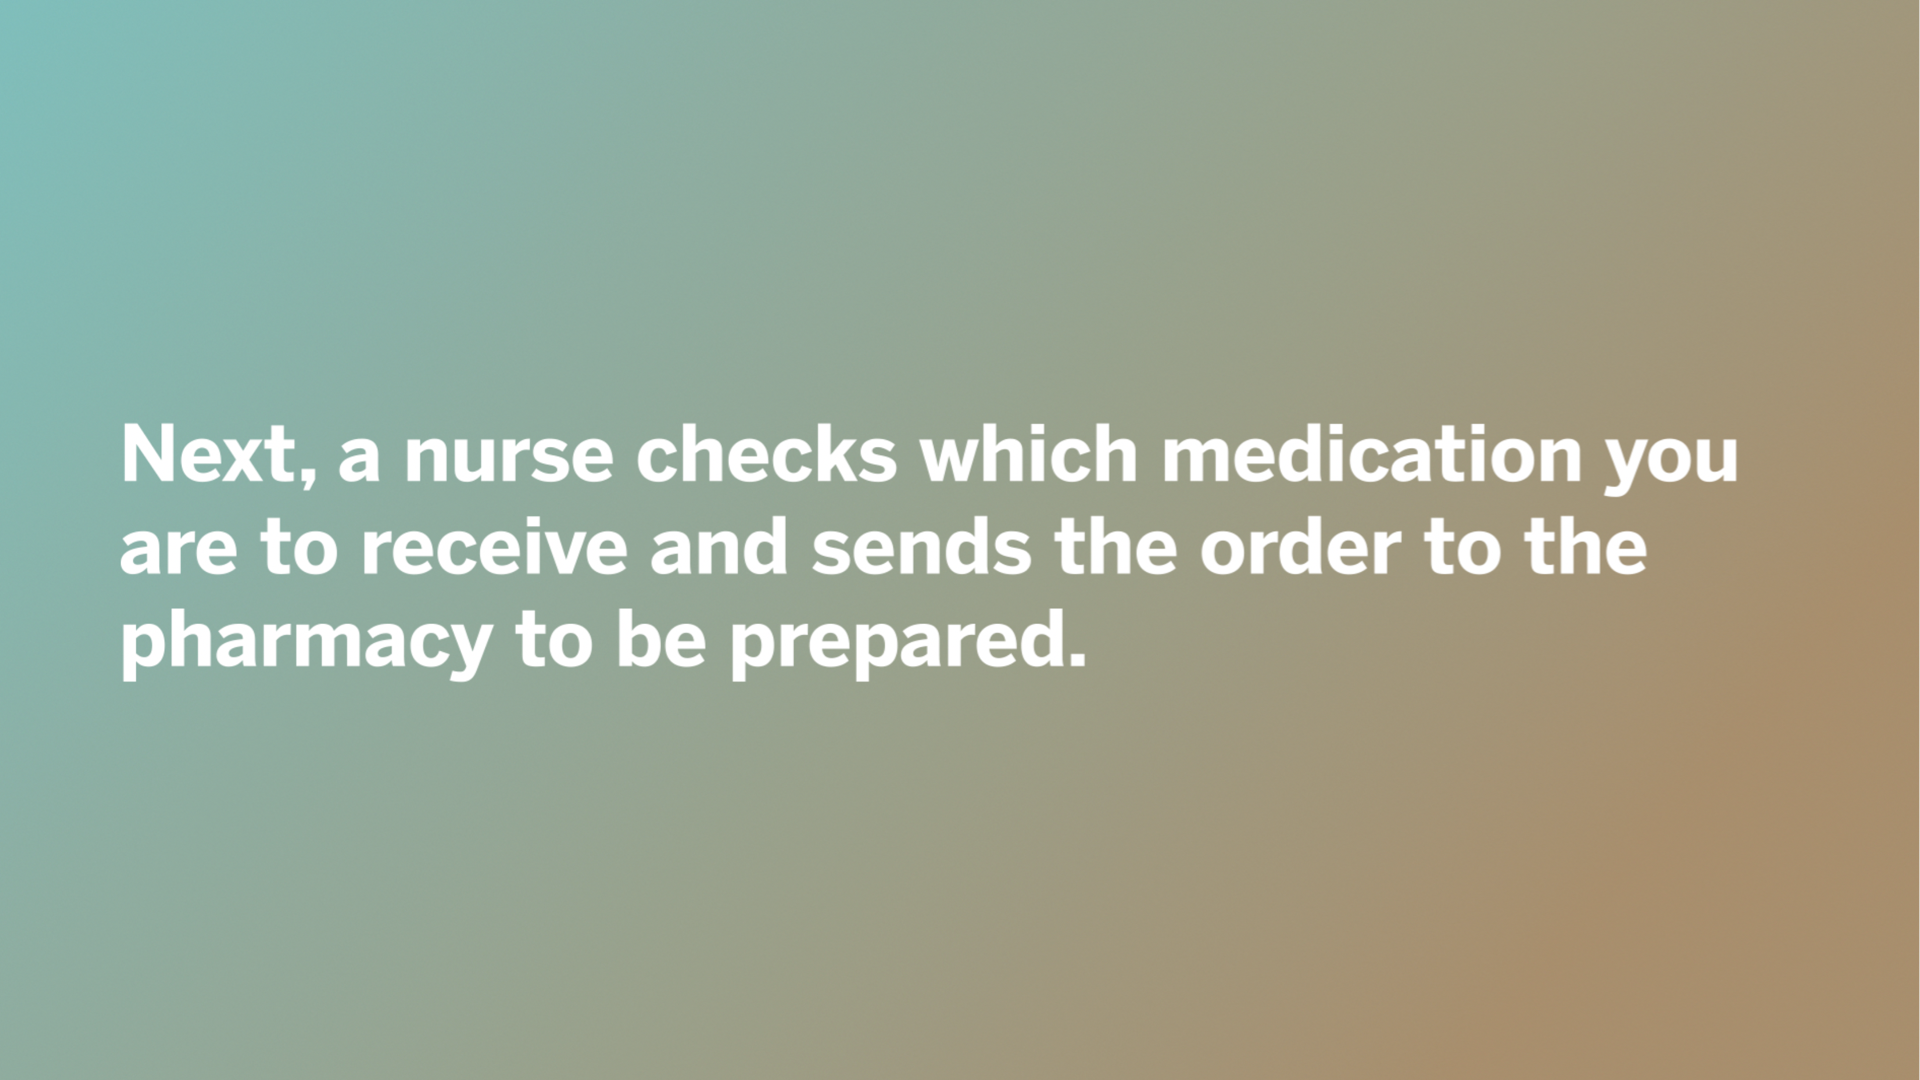 Next, a nurse checks which medication you
are to receive and sends the order to the
pharmacy to be prepared.